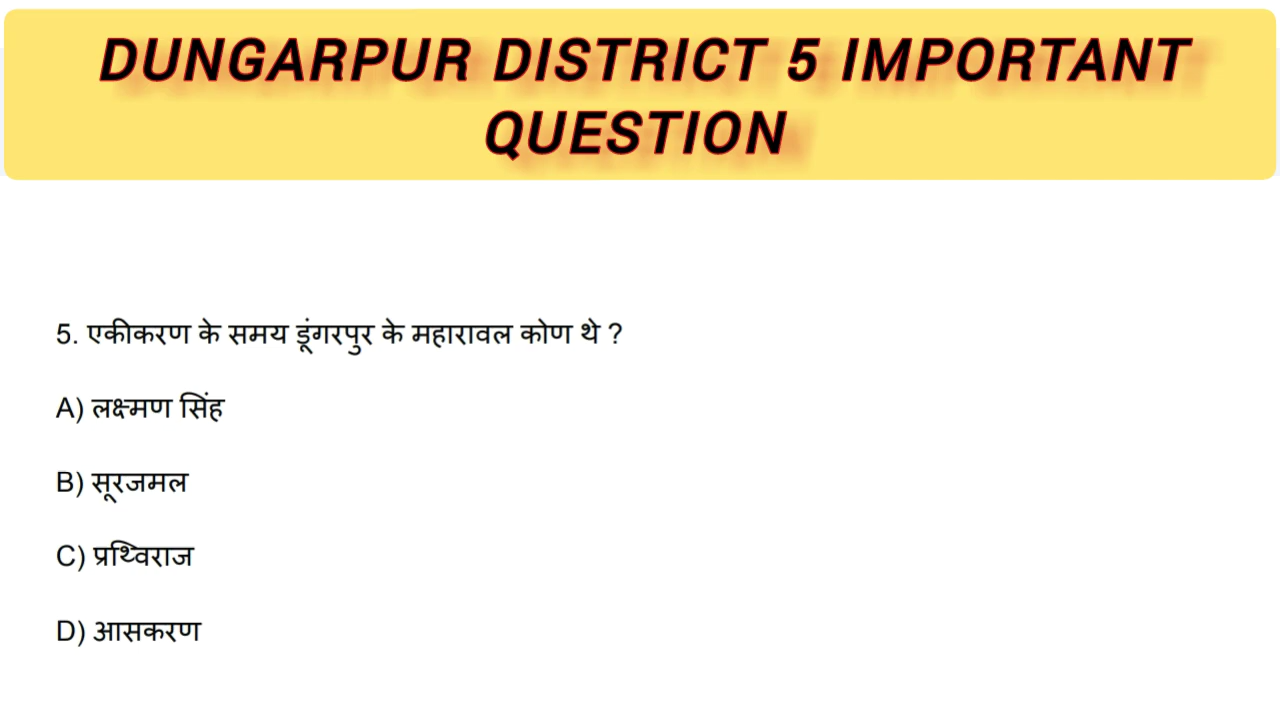 DUNGARPUR DISTRICT 5 IMPORTANT
QUESTION
5. एकीकरण के समय डूंगरपुर के महारावल कोण थे ?
A) लक्ष्मण सिंह
B) सूरजमल
C) प्रथ्विराज
D) आसकरण